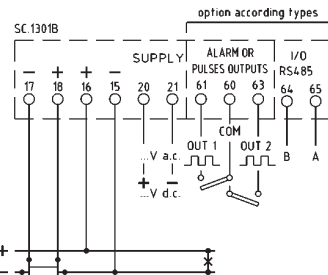 option according types
SC.1301B
SUPPLY
ALARM OR
PULSES OUTPUTS
I/O
RS485
− + + −
17 18 16 15 20 21 61 60 63 64 65
COM
...V a.c.
OUT 1 OUT 2
B A
+ −
...V d.c.
+
−